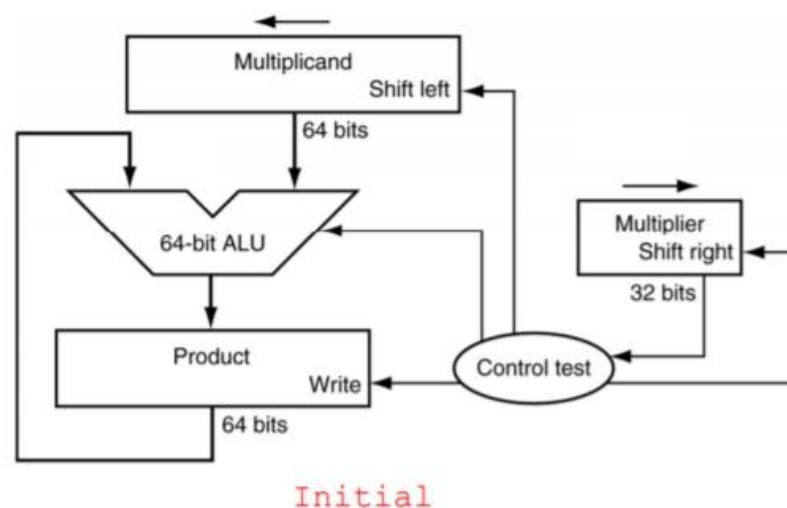 Multiplicand
Shift left
64 bits
64-bit ALU
Multiplier
Shift right
32 bits
Product
Write
Control test
64 bits
Initial